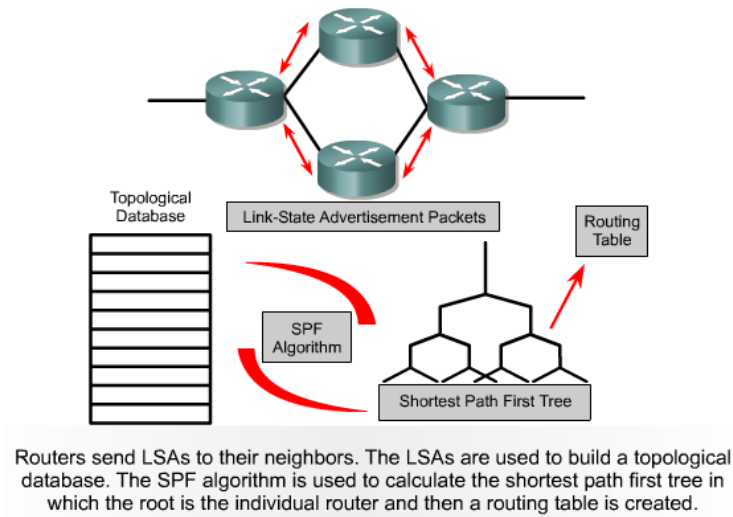 Topological
Database
Link-State Advertisement Packets
Routing
Table
SPF
Algorithm
Shortest Path First Tree
Routers send LSAs to their neighbors. The LSAs are used to build a topological
database. The SPF algorithm is used to calculate the shortest path first tree in
which the root is the individual router and then a routing table is created.